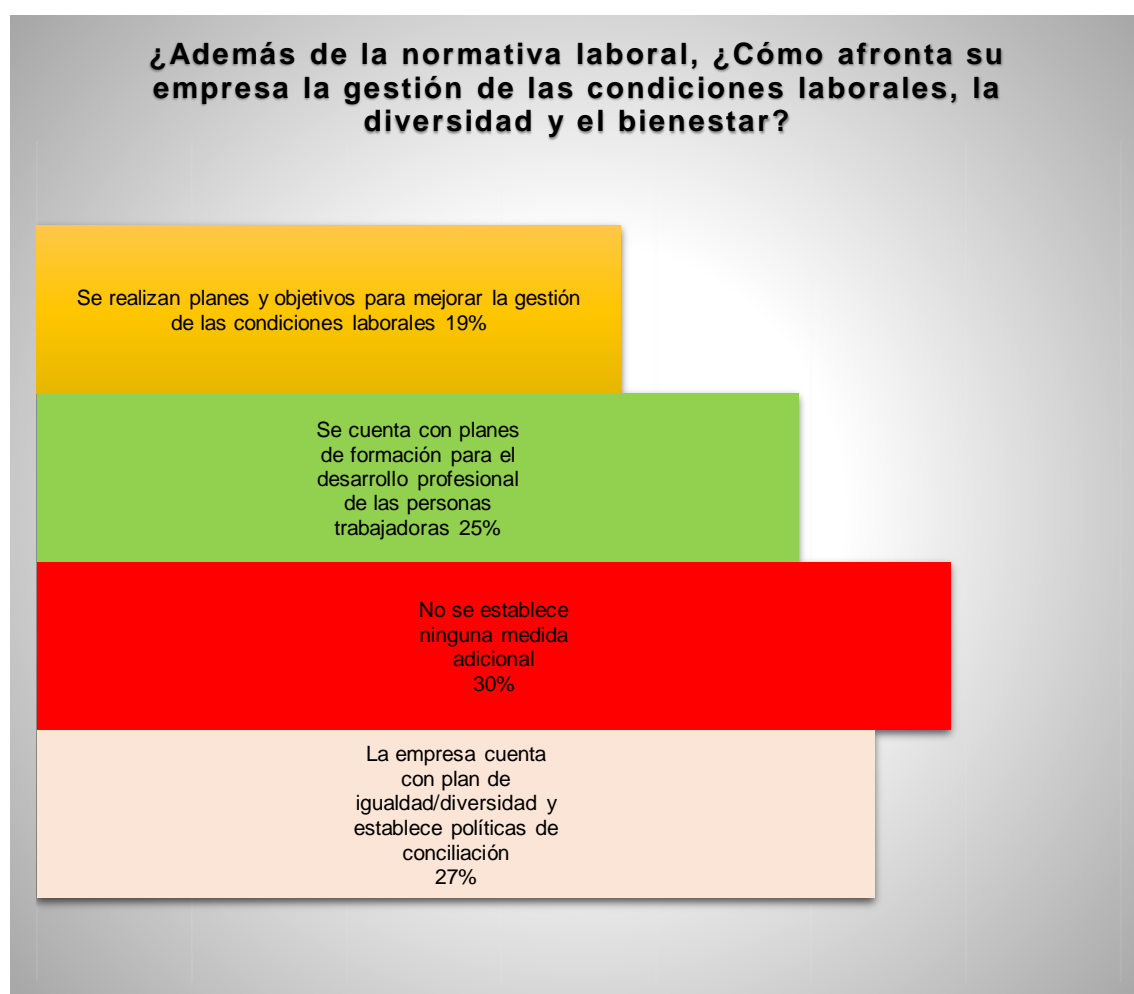 ¿Además de la normativa laboral, ¿Cómo afronta su
empresa la gestión de las condiciones laborales, la
diversidad y el bienestar?
Se realizan planes y objetivos para mejorar la gestión
de las condiciones laborales 19%
Se cuenta con planes
de formación para el
desarrollo profesional
de las personas
trabajadoras 25%
No se establece
ninguna medida
adicional
30%
La empresa cuenta
con plan de
igualdad/diversidad y
establece políticas de
conciliación
27%